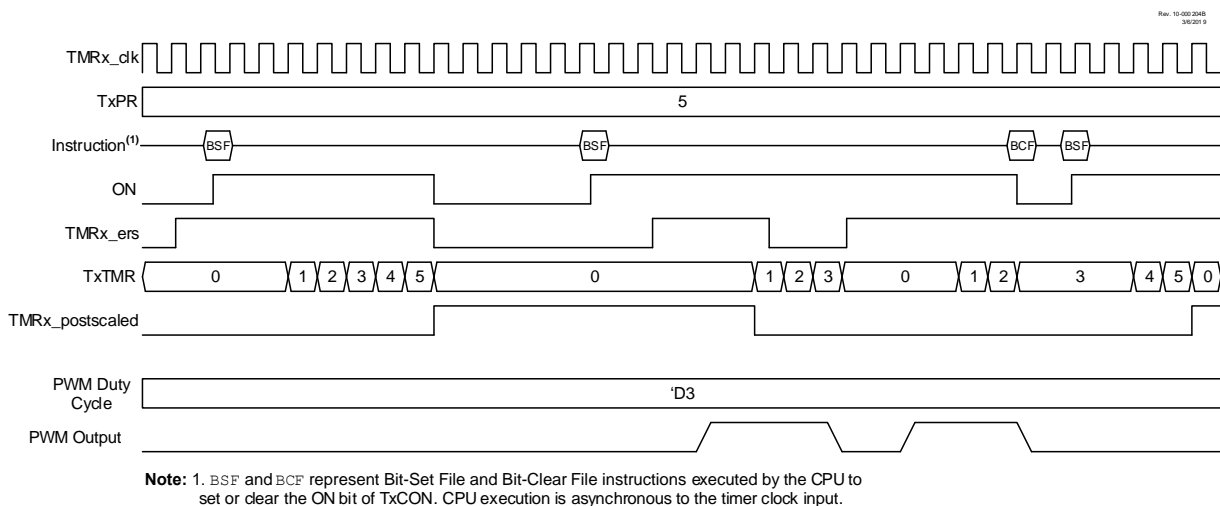 Rev. 10-000 204B
3/6/201 9
TMRx_clk
TxPR 5
Instruction(1) BSF BSF BCF BSF
ON
TMRx_ers
TxTMR 0 1 2 3 4 5 0 1 2 3 0 1 2 3 4 5 0
TMRx_postscaled
PWM Duty
Cycle
'D3
PWM Output
Note: 1. BSF and BCF represent Bit-Set File and Bit-Clear File instructions executed by the CPU to
set or clear the ON bit of TxCON. CPU execution is asynchronous to the timer clock input.